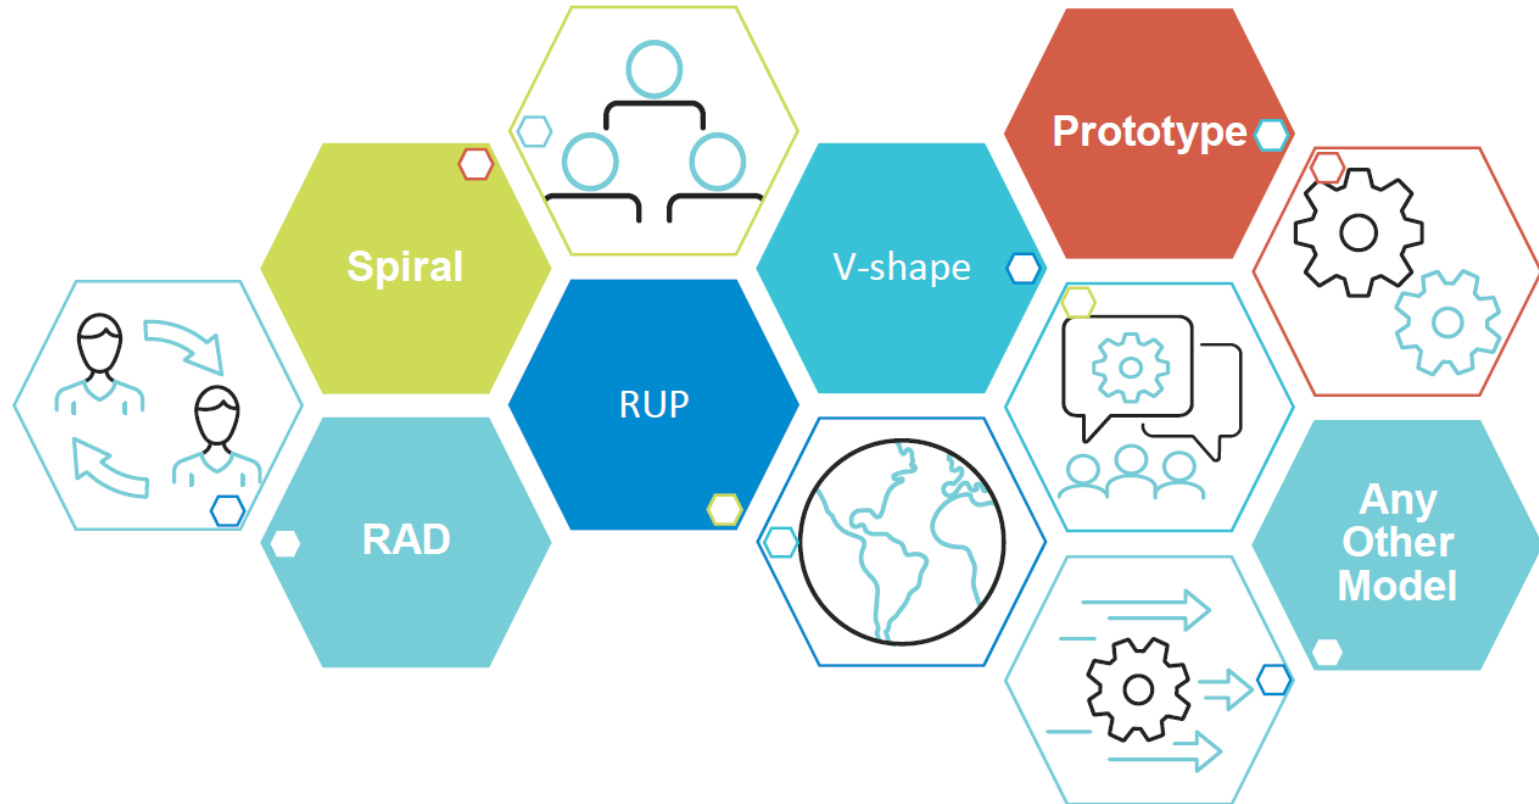 Prototype
Spiral
V-shape
RUP
RAD
Any
Other
Model